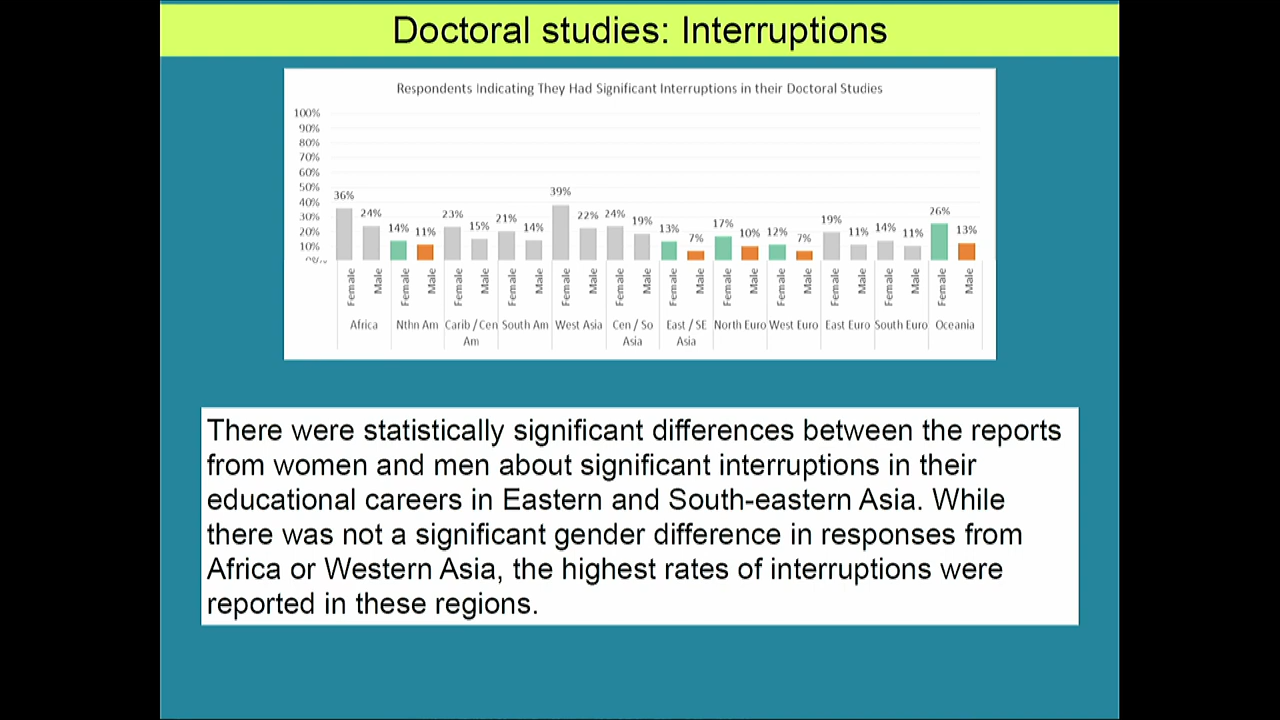 Doctoral studies: Interruptions
Respondents Indicating They Had Significant Interruptions in their Doctoral Studies
100%
90%
80%
70%
60%
50%
40%
30%
20%
10%
36% 24% 14% 11% 23% 15% 21% 14% 39% 22% 24% 19% 13% 7% 17% 10% 12% 7% 19% 11% 14% 11% 26% 13%
Female Male Female Male Female Male Female Male Female Male Female Male Female Male Female Male Female Male Female Male Female Male Female Male
Africa Nthn Am Carib / Cen Am South Am West Asia Cen / So Asia East / SE Asia North Euro West Euro East Euro South Euro Oceania
There were statistically significant differences between the reports
from women and men about significant interruptions in their
educational careers in Eastern and South-eastern Asia. While
there was not a significant gender difference in responses from
Africa or Western Asia, the highest rates of interruptions were
reported in these regions.